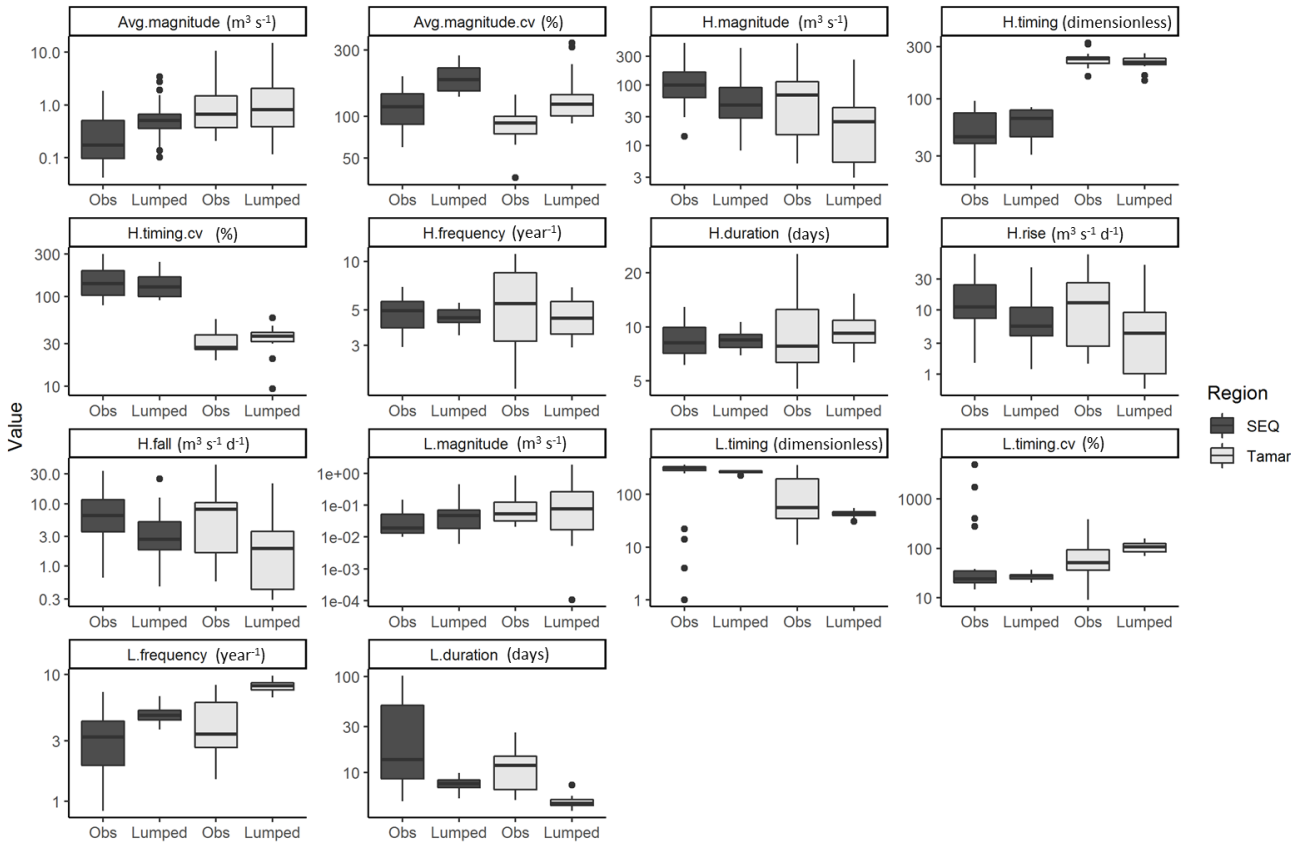 Avg.magnitude (m³ s⁻¹)
Avg.magnitude.cv (%)
H.magnitude (m³ s⁻¹)
H.timing (dimensionless)
10.0
1.0
0.1
300
100
50
300
100
30
10
3
300
100
30
Obs Lumped Obs Lumped
Obs Lumped Obs Lumped
Obs Lumped Obs Lumped
Obs Lumped Obs Lumped
H.timing.cv (%)
H.frequency (year⁻¹)
H.duration (days)
H.rise (m³ s⁻¹ d⁻¹)
300
100
30
10
10
5
3
20
10
5
30
10
3
1
Obs Lumped Obs Lumped
Obs Lumped Obs Lumped
Obs Lumped Obs Lumped
Obs Lumped Obs Lumped
Value
Region
SEQ
Tamar
H.fall (m³ s⁻¹ d⁻¹)
L.magnitude (m³ s⁻¹)
L.timing (dimensionless)
L.timing.cv (%)
30.0
10.0
3.0
1.0
0.3
1e+00
1e-01
1e-02
1e-03
1e-04
100
10
1
1000
100
10
Obs Lumped Obs Lumped
Obs Lumped Obs Lumped
Obs Lumped Obs Lumped
Obs Lumped Obs Lumped
L.frequency (year⁻¹)
L.duration (days)
10
3
1
100
30
10
Obs Lumped Obs Lumped
Obs Lumped Obs Lumped